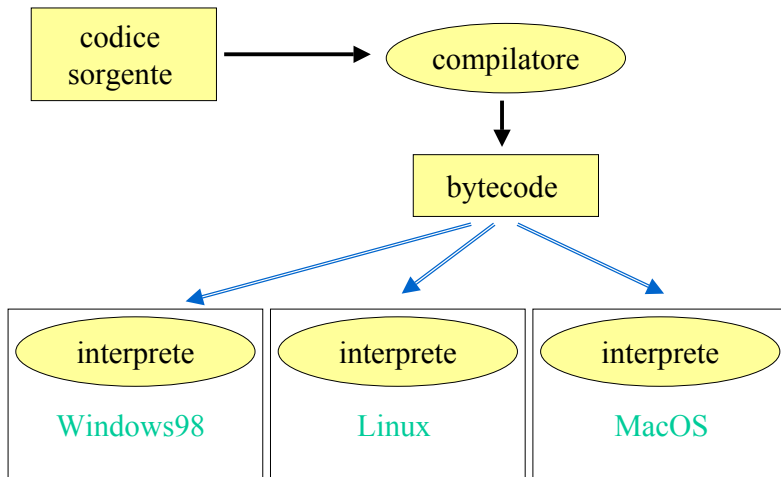 codice
sorgente
compilatore
bytecode
interprete
interprete
interprete
Windows98
Linux
MacOS